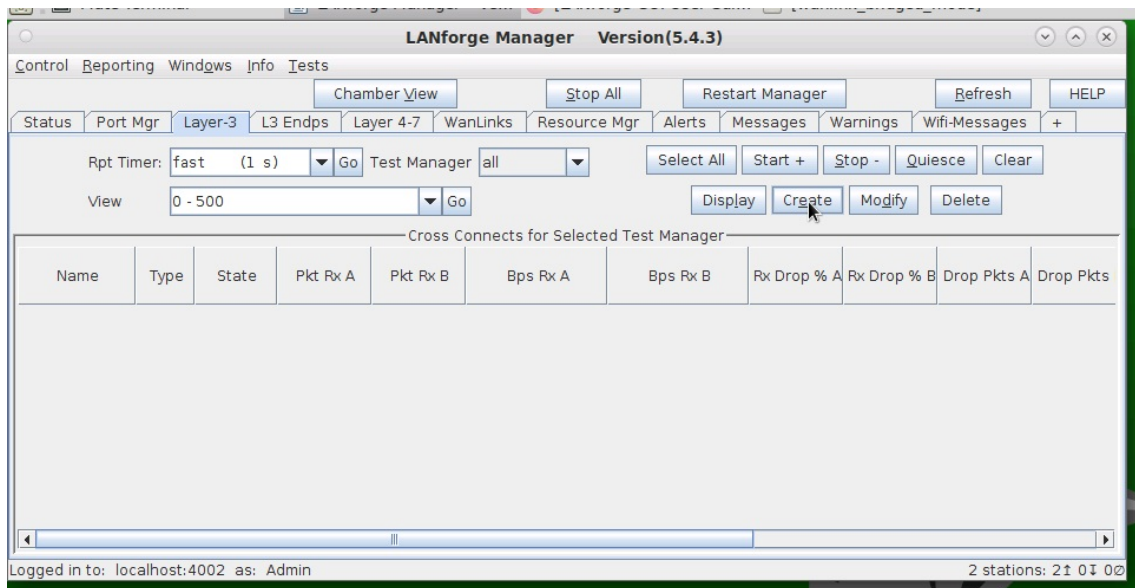 LANforge Manager Version(5.4.3)
Control Reporting Windows Info Tests
Chamber View Stop All Restart Manager Refresh HELP
Status Port Mgr Layer-3 L3 Endps Layer 4-7 WanLinks Resource Mgr Alerts Messages Warnings Wifi-Messages +
Rpt Timer: fast (1 s) Go Test Manager all Select All Start + Stop - Quiesce Clear
View 0 - 500 Go Display Create Modify Delete
Cross Connects for Selected Test Manager
Name Type State Pkt Rx A Pkt Rx B Bps Rx A Bps Rx B Rx Drop % A Rx Drop % B Drop Pkts A Drop Pkts
Logged in to: localhost:4002 as: Admin 2 stations: 2↑ 0↧ 0∅